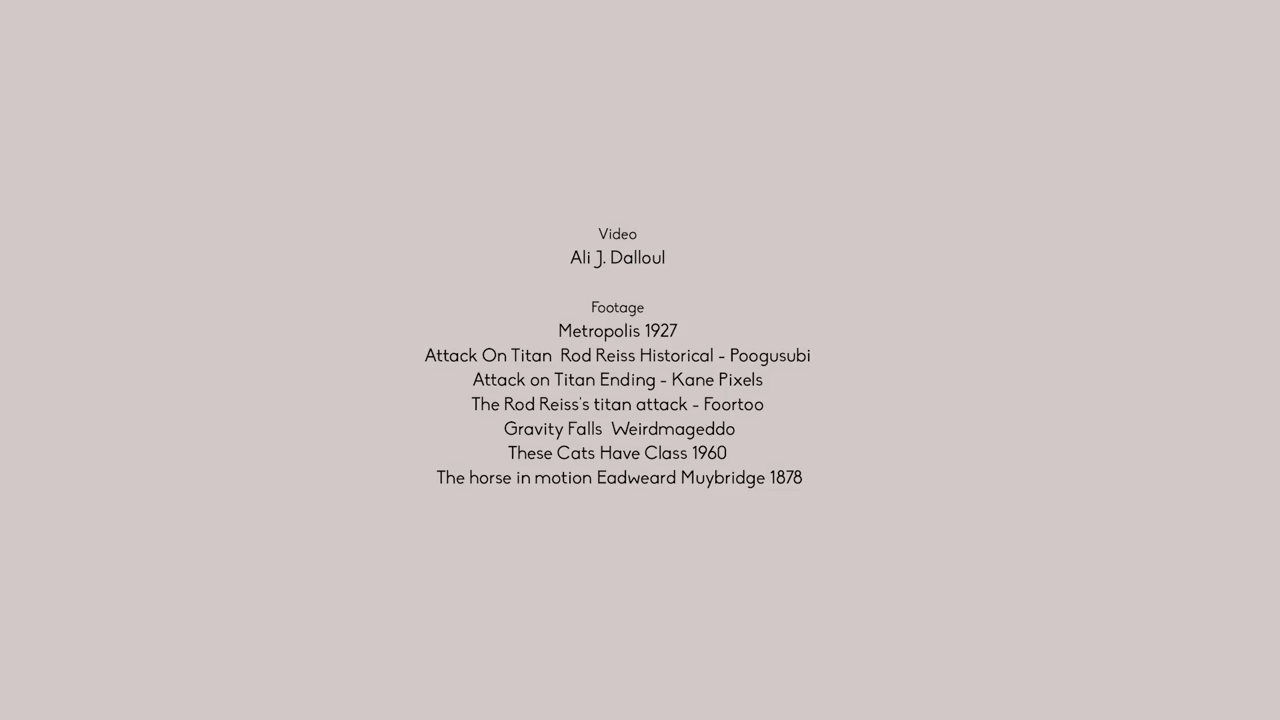 Video
Ali J. Dalloul
Footage
Metropolis 1927
Attack On Titan  Rod Reiss Historical - Poogusubi
Attack on Titan Ending - Kane Pixels
The Rod Reiss's titan attack - Foortoo
Gravity Falls  Weirdmageddo
These Cats Have Class 1960
The horse in motion Eadweard Muybridge 1878